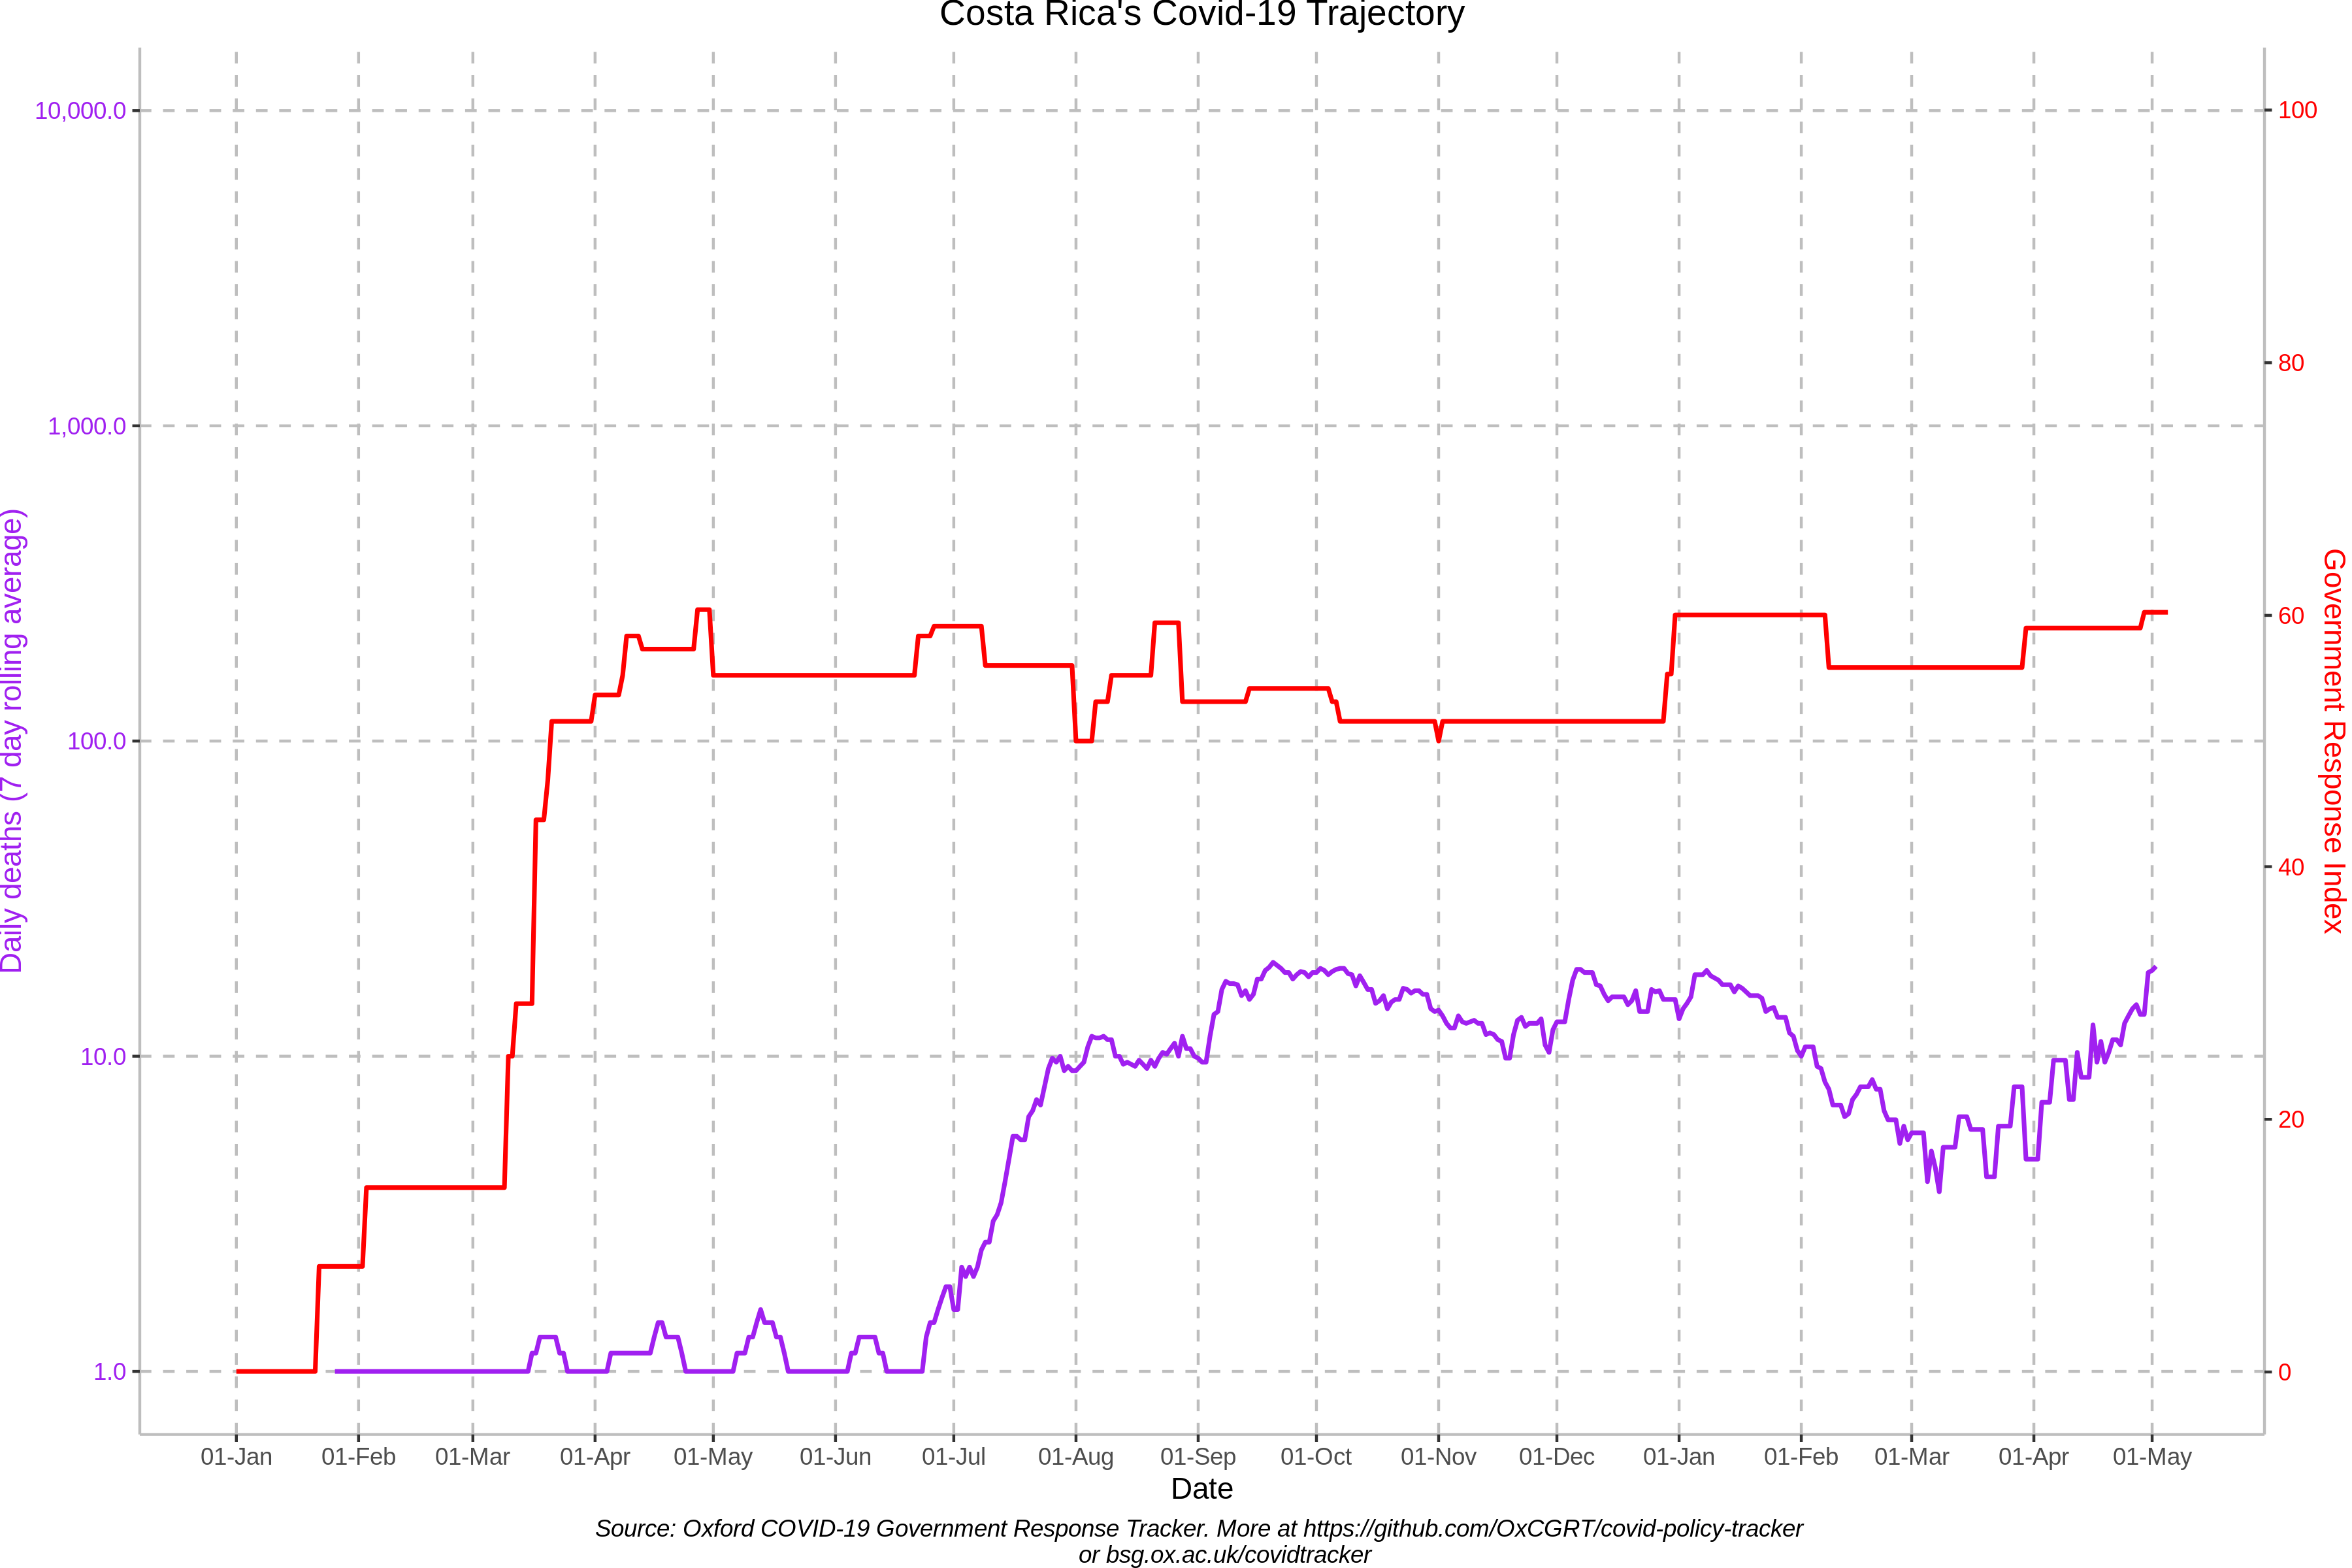 Costa Rica's Covid-19 Trajectory
10,000.0
1,000.0
100.0
10.0
1.0
Daily deaths (7 day rolling average)
100
80
60
40
20
0
Government Response Index
01-Jan 01-Feb 01-Mar 01-Apr 01-May 01-Jun 01-Jul 01-Aug 01-Sep 01-Oct 01-Nov 01-Dec 01-Jan 01-Feb 01-Mar 01-Apr 01-May
Date
Source: Oxford COVID-19 Government Response Tracker. More at https://github.com/OxCGRT/covid-policy-tracker
or bsg.ox.ac.uk/covidtracker